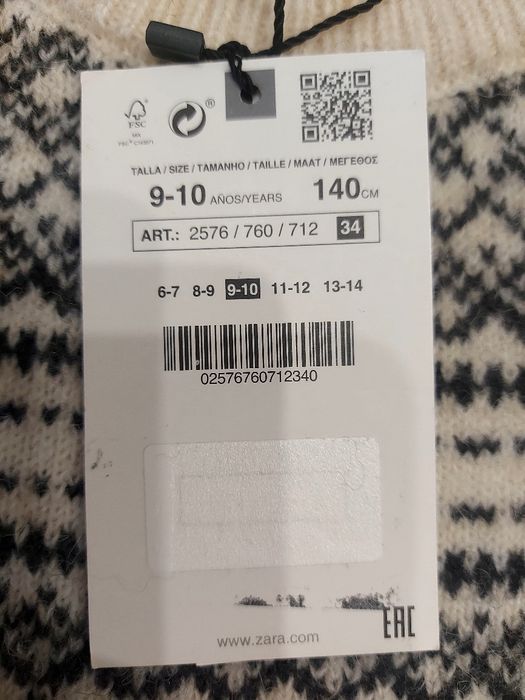 FSC
MIX
®
TALLA / SIZE / TAMANHO / TAILLE / MAAT / ΜΕΓΕΘΟΣ
9-10 AÑOS/YEARS 140CM
ART.: 2576 / 760 / 712 34
6-7 8-9 9-10 11-12 13-14
02576760712340
www.zara.com
EAC